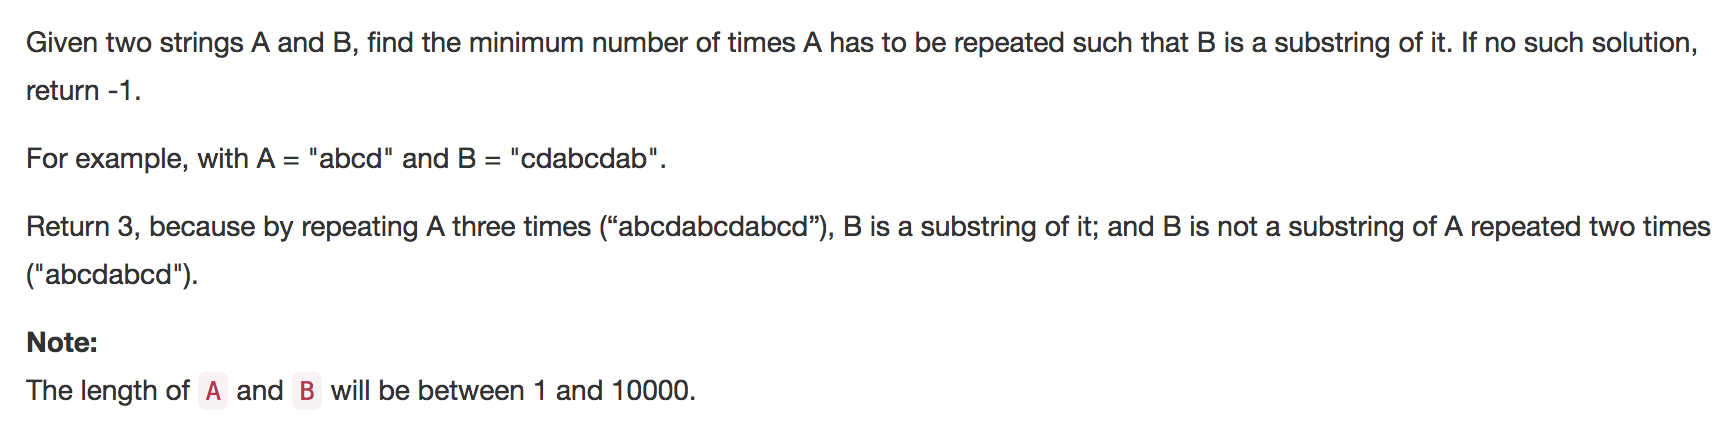 Given two strings A and B, find the minimum number of times A has to be repeated such that B is a substring of it. If no such solution,
return -1.
For example, with A = "abcd" and B = "cdabcdab".
Return 3, because by repeating A three times (“abcdabcdabcd”), B is a substring of it; and B is not a substring of A repeated two times
("abcdabcd").
Note:
The length of A and B will be between 1 and 10000.